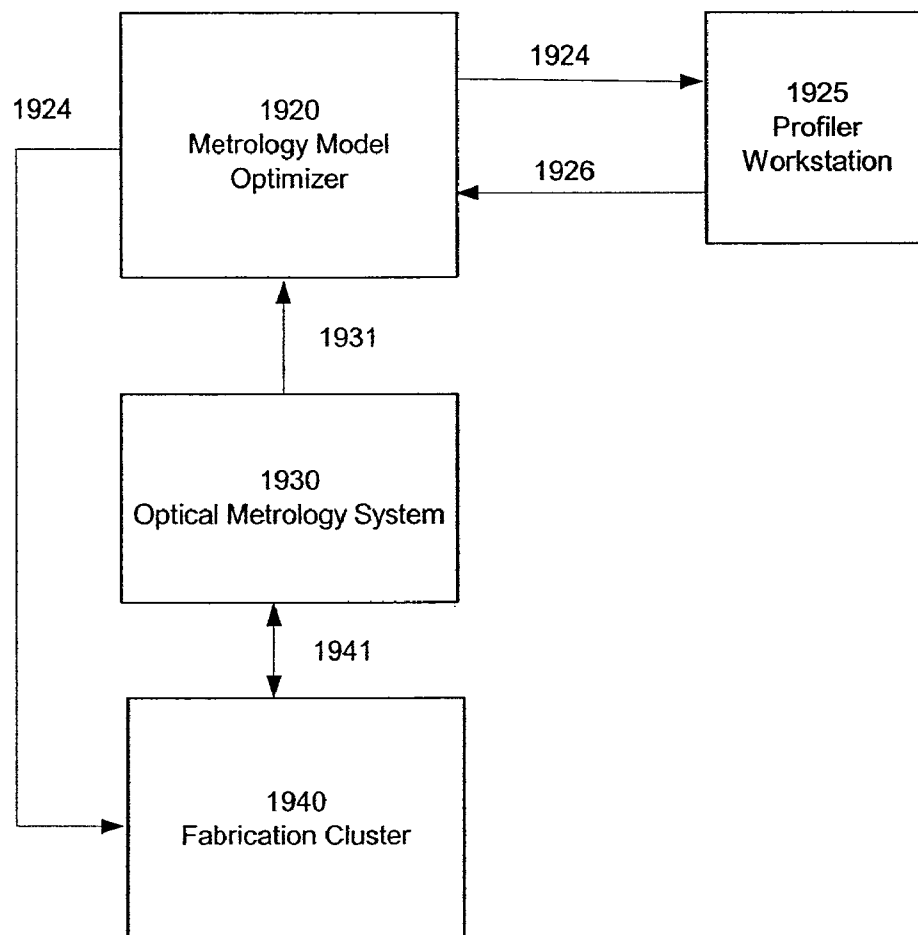 1924
1920
Metrology Model
Optimizer
1924
1926
1925
Profiler
Workstation
1931
1930
Optical Metrology System
1941
1940
Fabrication Cluster